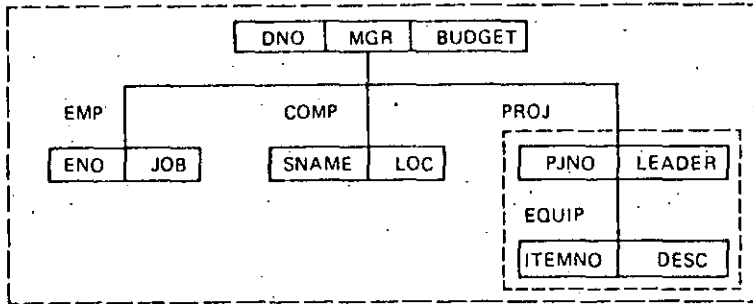 DNO MGR BUDGET
EMP COMP PROJ
ENO JOB SNAME LOC PJNO LEADER
EQUIP
ITEMNO DESC